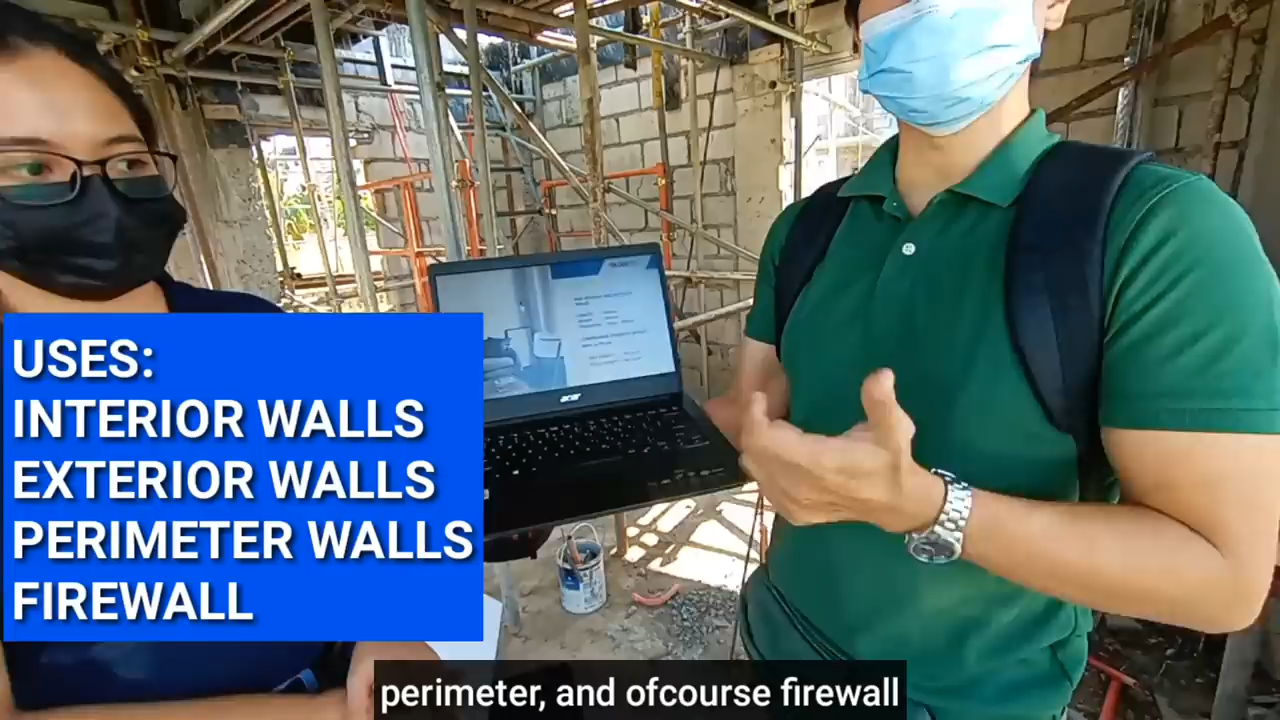 USES:
INTERIOR WALLS
EXTERIOR WALLS
PERIMETER WALLS
FIREWALL
acer
perimeter, and ofcourse firewall